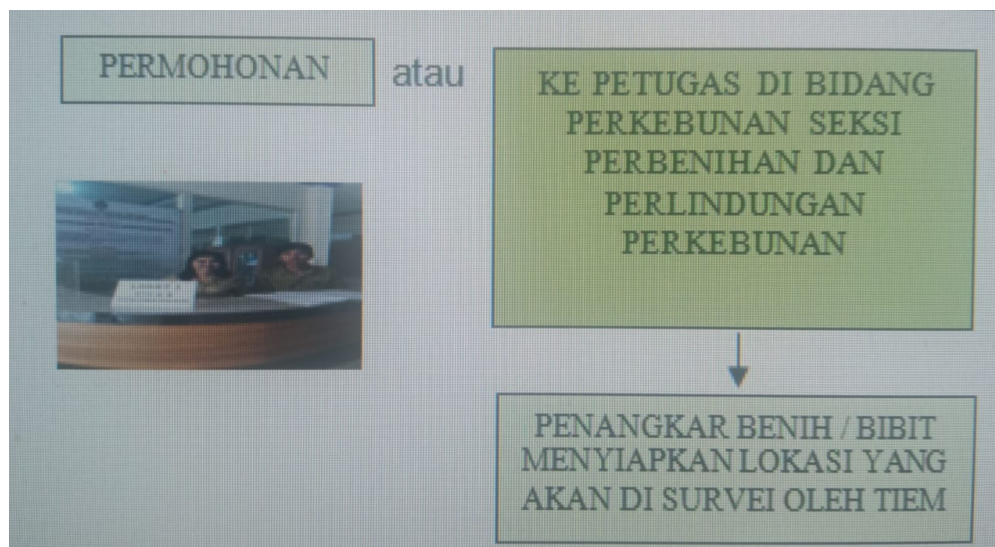 PERMOHONAN
atau
KE PETUGAS DI BIDANG
PERKEBUNAN SEKSI
PERBENIHAN DAN
PERLINDUNGAN
PERKEBUNAN
PENANGKAR BENIH / BIBIT
MENYIAPKAN LOKASI YANG
AKAN DI SURVEI OLEH TIEM